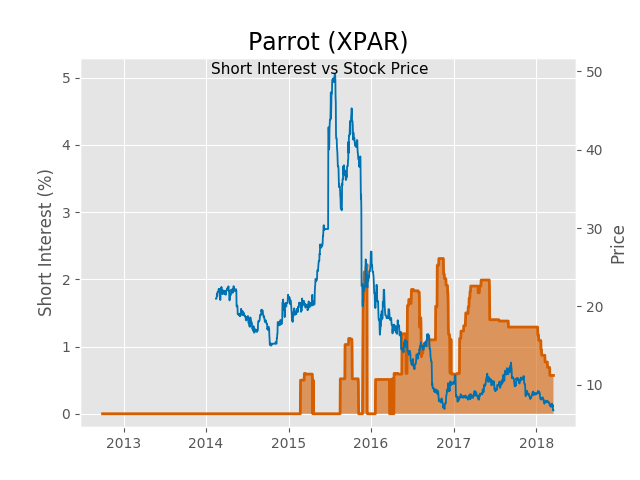 Parrot (XPAR)
Short Interest vs Stock Price
Short Interest (%)
5
4
3
2
1
0
50
40
30
20
10
Price
2013 2014 2015 2016 2017 2018